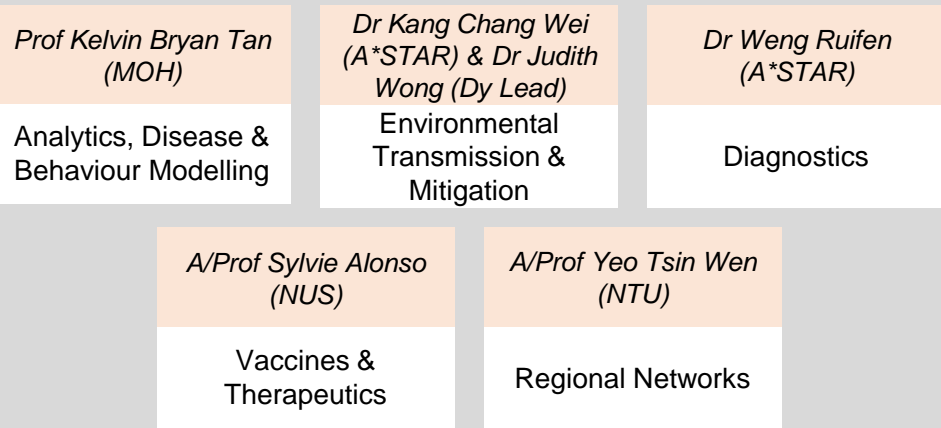 Prof Kelvin Bryan Tan
(MOH)
Analytics, Disease &
Behaviour Modelling
Dr Kang Chang Wei
(A*STAR) & Dr Judith
Wong (Dy Lead)
Environmental
Transmission &
Mitigation
Dr Weng Ruifen
(A*STAR)
Diagnostics
A/Prof Sylvie Alonso
(NUS)
Vaccines &
Therapeutics
A/Prof Yeo Tsin Wen
(NTU)
Regional Networks